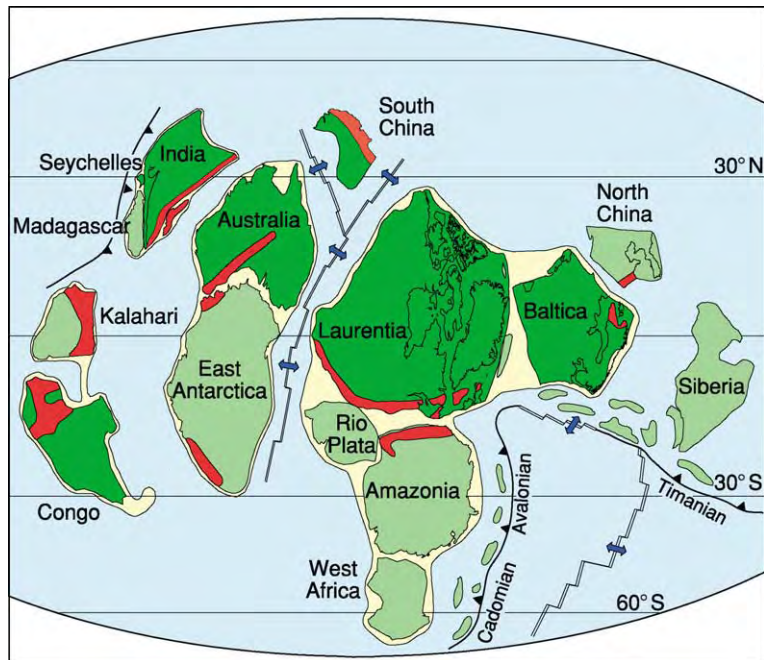 South
China
Seychelles
India
30° N
North
China
Madagascar
Australia
Kalahari
Laurentia
Baltica
East
Antarctica
Siberia
Rio
Plata
Amazonia
Avalonian
30° S
Timanian
Congo
West
Africa
Cadomian
60° S